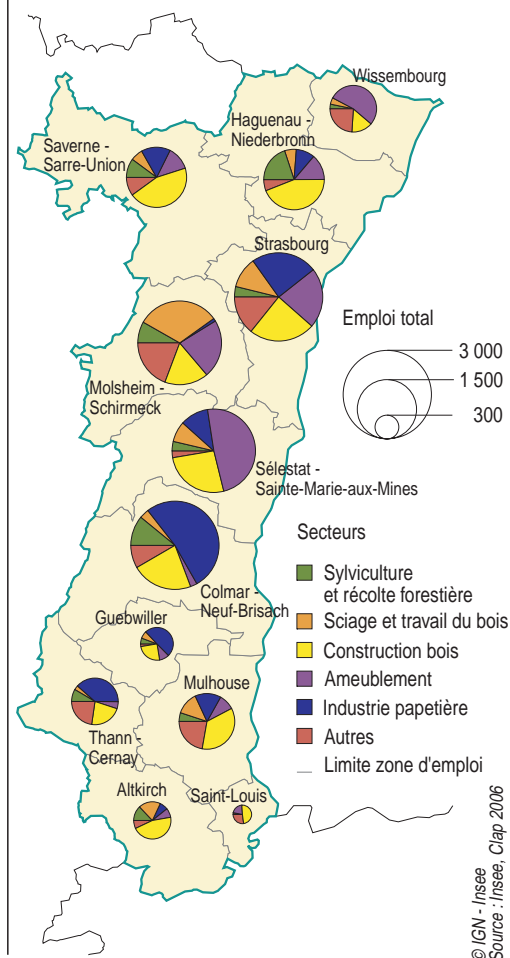 Wissembourg
Haguenau -
Niederbronn
Saverne -
Sarre-Union
Strasbourg
Emploi total
3 000
1 500
300
Molsheim -
Schirmeck
Sélestat -
Sainte-Marie-aux-Mines
Secteurs
Sylviculture
et récolte forestière
Sciage et travail du bois
Construction bois
Ameublement
Industrie papetière
Autres
Limite zone d'emploi
Colmar -
Neuf-Brisach
Guebwiller
Mulhouse
Thann -
Cernay
Altkirch
Saint-Louis
© IGN - Insee
Source : Insee, Clap 2006